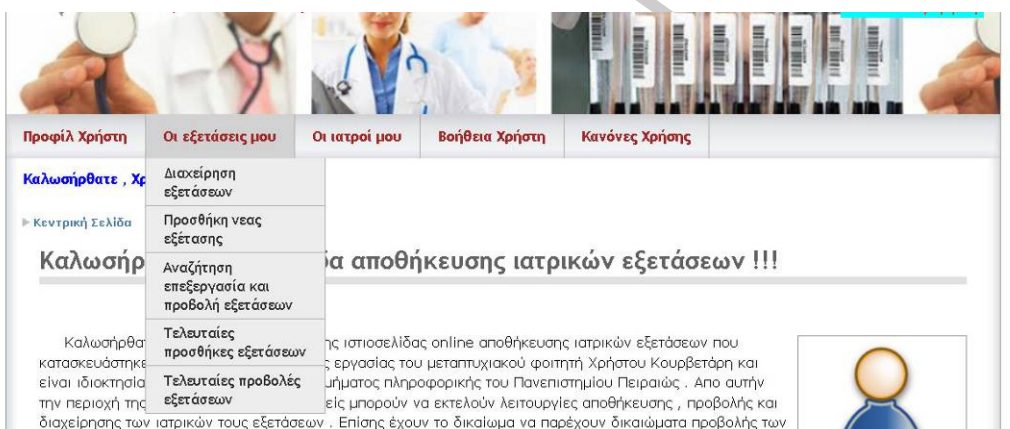 Προφίλ Χρήστη Οι εξετάσεις μου Οι ιατροί μου Βοήθεια Χρήστη Κανόνες Χρήσης
Καλωσήρθατε , Χρ
Διαχείρηση
εξετάσεων
Προσθήκη νεας
εξέτασης
Αναζήτηση
επεξεργασία και
προβολή εξετάσεων
Τελευταίες
προσθήκες εξετάσεων
Τελευταίες προβολές
εξετάσεων
Κεντρική Σελίδα
Καλωσήρ δα αποθήκευσης ιατρικών εξετάσεων !!!
Καλωσήρθατ ης ιστιοσελίδας online αποθήκευσης ιατρικών εξετάσεων που
κατασκευάστηκε ς εργασίας του μεταπτυχιακού φοιτητή Χρήστου Κουρβετάρη και
είναι ιδιοκτησία μήματος πληροφορικής του Πανεπιστημίου Πειραιώς . Απο αυτήν
την περιοχή της είς μπορούν να εκτελούν λειτουργίες αποθήκευσης , προβολής και
διαχείρησης των ιατρικών τους εξετάσεων . Επίσης έχουν το δικαίωμα να παρέχουν δικαιώματα προβολής των